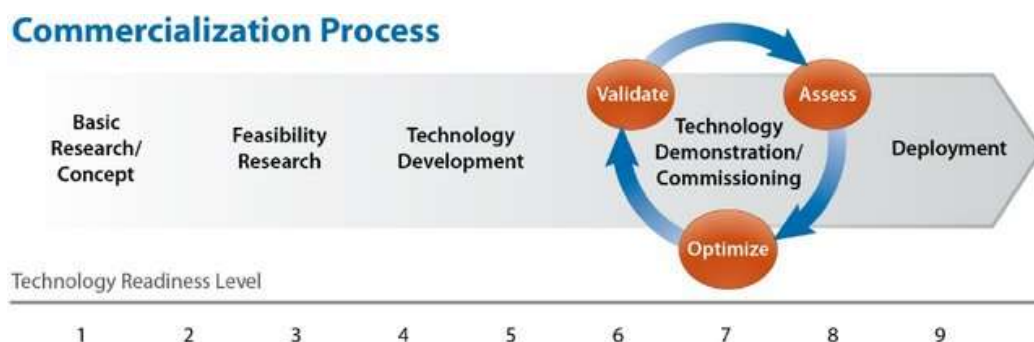 Commercialization Process
Basic
Research/
Concept
Feasibility
Research
Technology
Development
Validate
Assess
Technology
Demonstration/
Commissioning
Optimize
Deployment
Technology Readiness Level
1 2 3 4 5 6 7 8 9